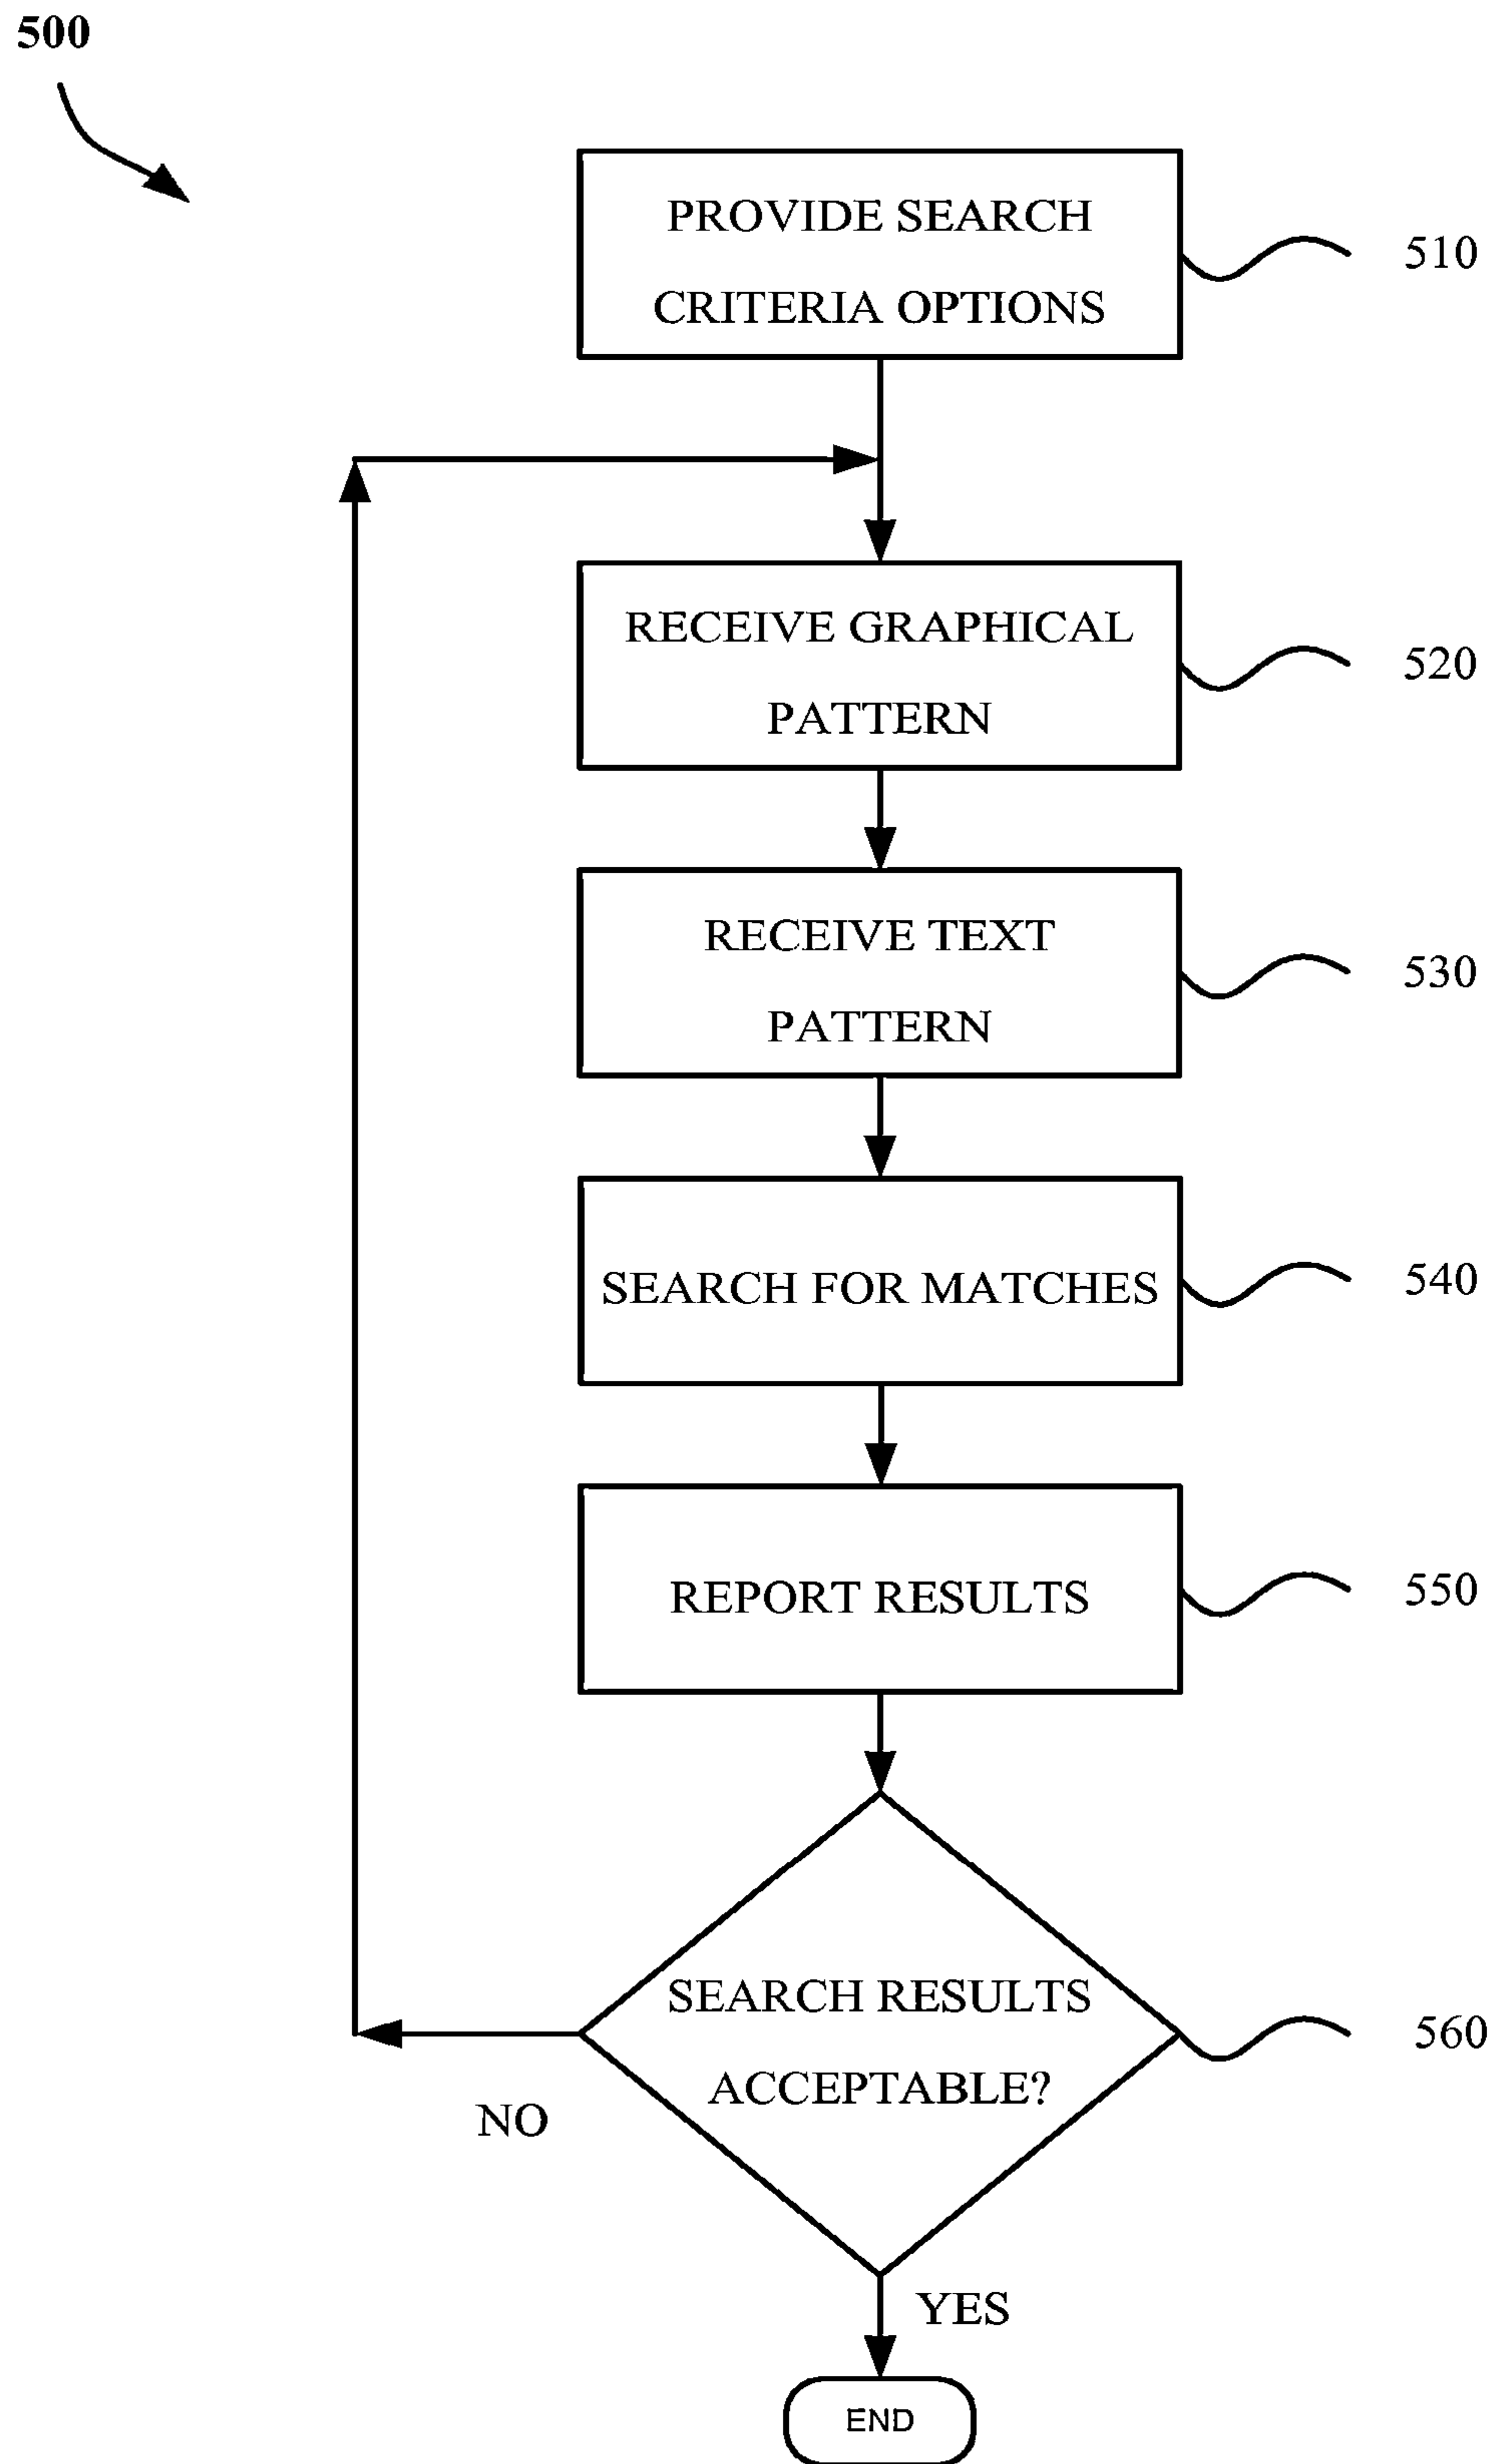 500
PROVIDE SEARCH
CRITERIA OPTIONS
510
RECEIVE GRAPHICAL
PATTERN
520
RECEIVE TEXT
PATTERN
530
SEARCH FOR MATCHES
540
REPORT RESULTS
550
SEARCH RESULTS
ACCEPTABLE?
560
NO
YES
END